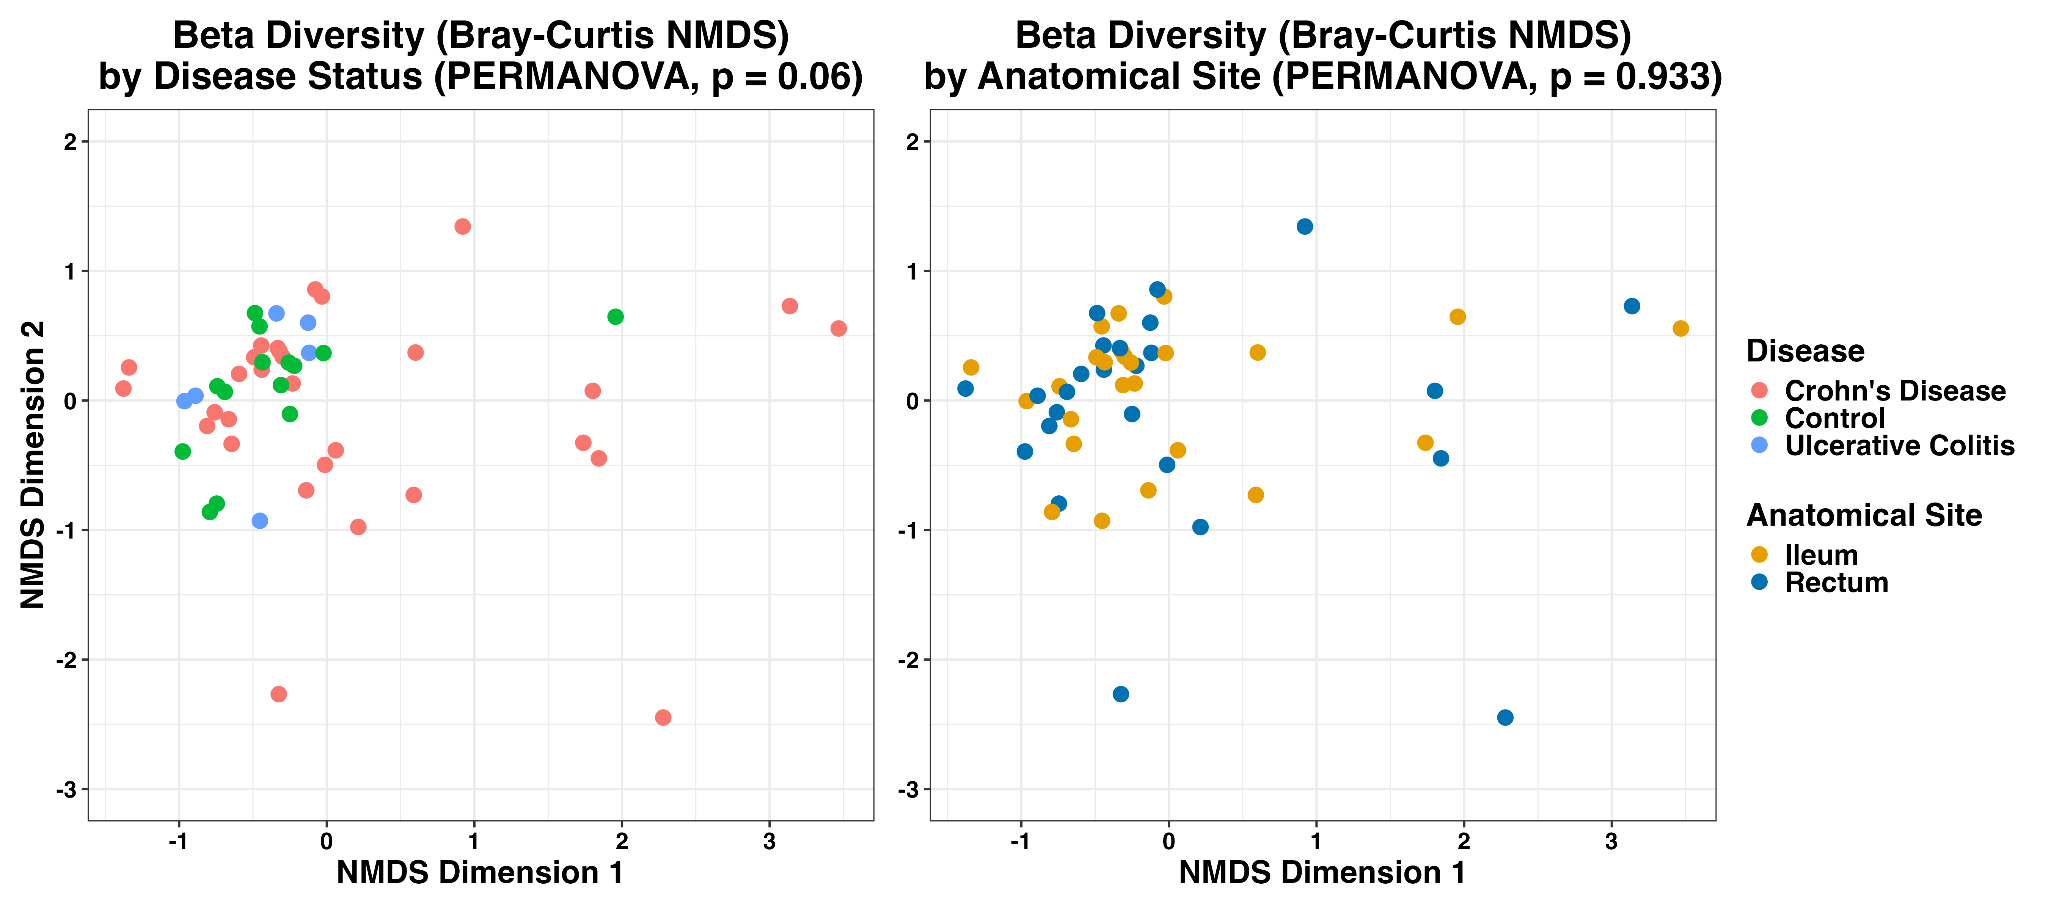 Beta Diversity (Bray-Curtis NMDS)
by Disease Status (PERMANOVA, p = 0.06)
NMDS Dimension 2
2
1
0
-1
-2
-3
-1
0
1
2
3
NMDS Dimension 1
Beta Diversity (Bray-Curtis NMDS)
by Anatomical Site (PERMANOVA, p = 0.933)
2
1
0
-1
-2
-3
-1
0
1
2
3
NMDS Dimension 1
Disease
Crohn's Disease
Control
Ulcerative Colitis
Anatomical Site
Ileum
Rectum